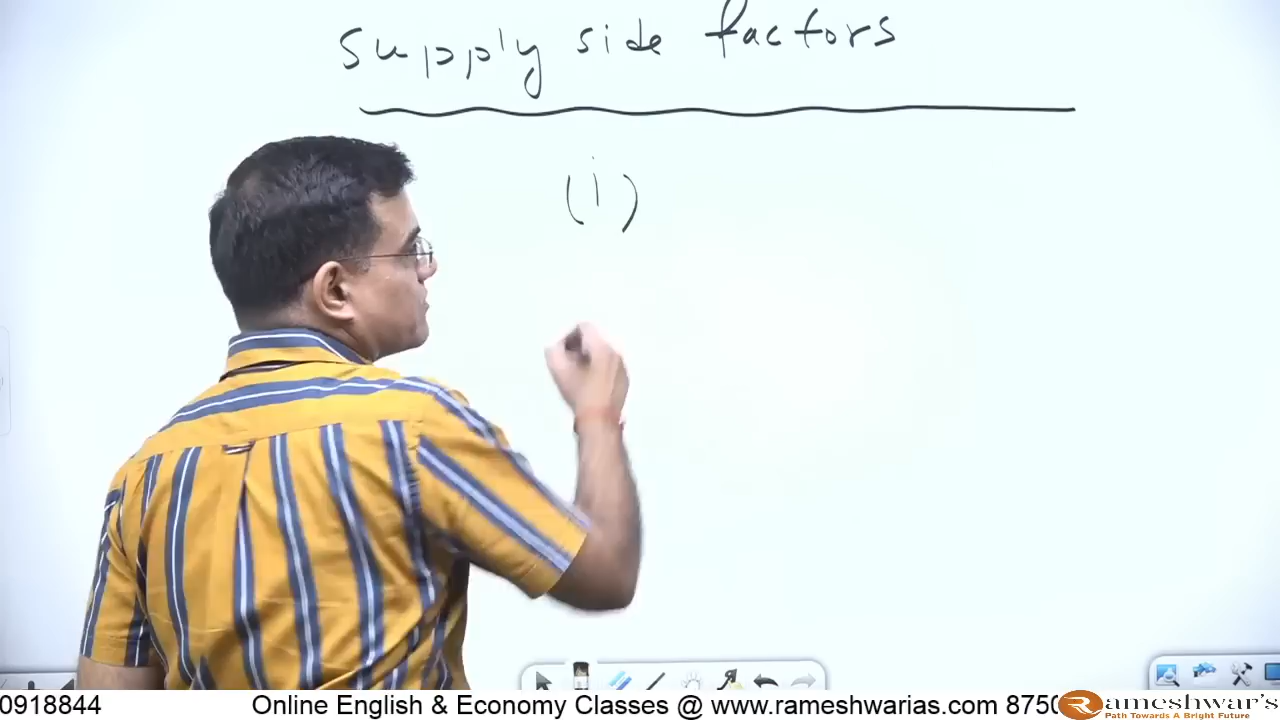 supply side factors
(i)
0918844 Online English & Economy Classes @ www.rameshwarias.com 8750
Rameshwar's
Path Towards A Bright Future